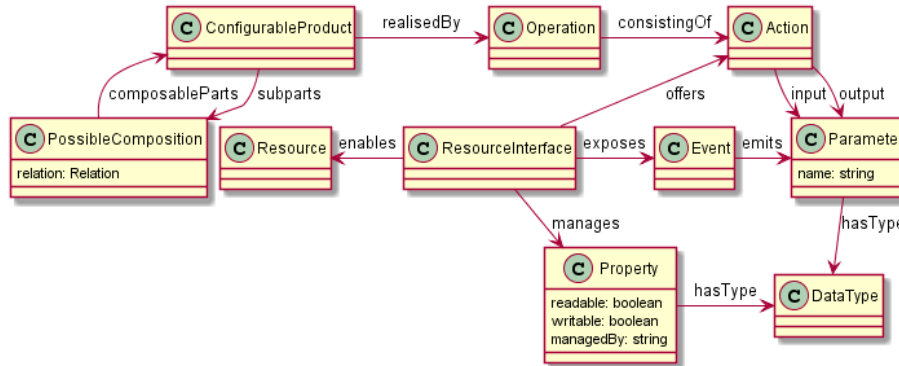 C ConfigurableProduct
realisedBy
C Operation
consistingOf
C Action
composableParts
subparts
offers
input
output
C PossibleComposition
relation: Relation
C Resource
enables
C ResourceInterface
exposes
C Event
emits
C Parameter
name: string
manages
hasType
C Property
readable: boolean
writable: boolean
managedBy: string
hasType
C DataType